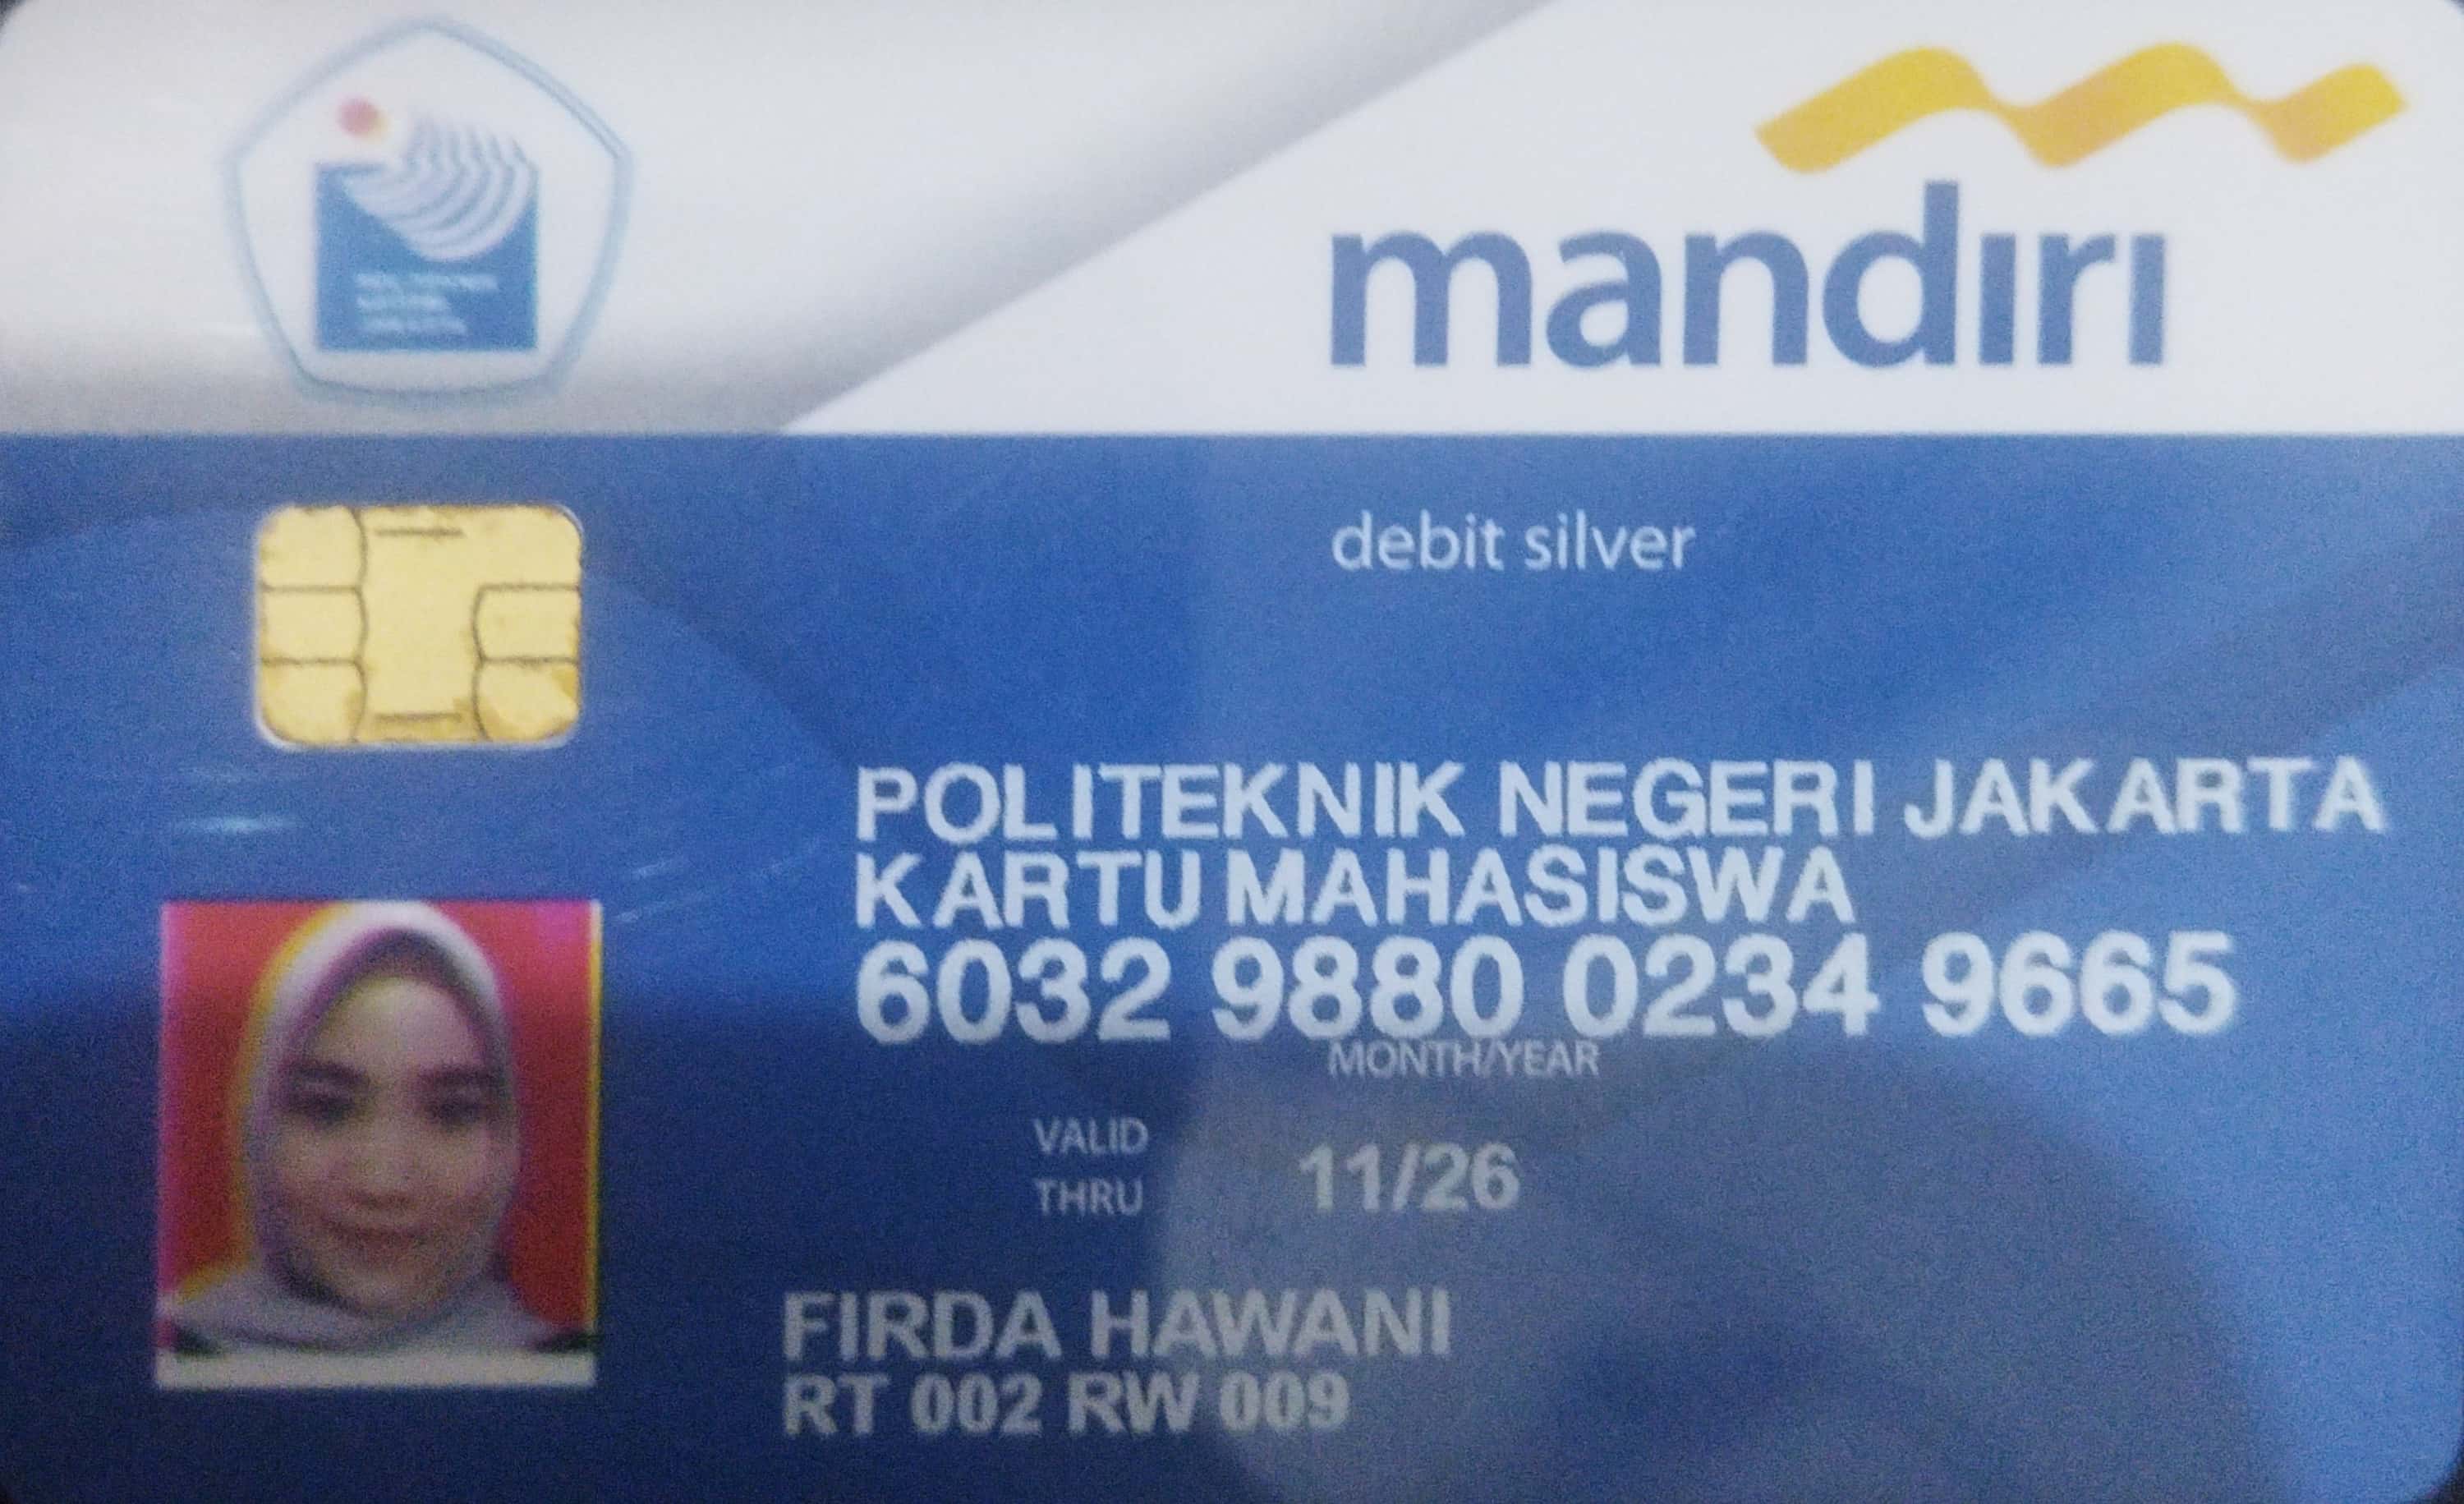 mandırı
debit silver
POLITEKNIK NEGERI JAKARTA
KARTU MAHASISWA
6032 9880 0234 9665
MONTH/YEAR
VALID
THRU
11/26
FIRDA HAWANI
RT 002 RW 009